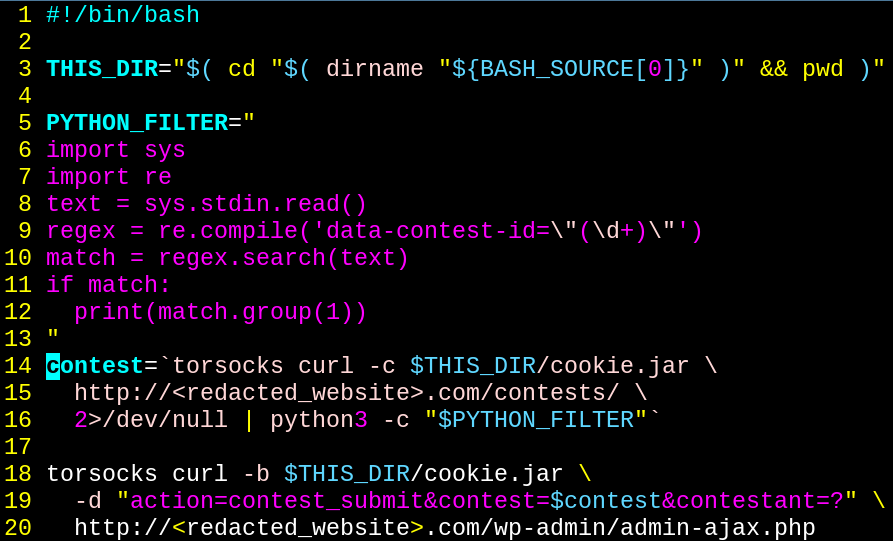 1 #!/bin/bash
2
3 THIS_DIR="$( cd "$( dirname "${BASH_SOURCE[0]}" )" && pwd )"
4
5 PYTHON_FILTER="
6 import sys
7 import re
8 text = sys.stdin.read()
9 regex = re.compile('data-contest-id=\"(\d+)\"')
10 match = regex.search(text)
11 if match:
12   print(match.group(1))
13 "
14 contest=`torsocks curl -c $THIS_DIR/cookie.jar \
15   http://<redacted_website>.com/contests/ \
16   2>/dev/null | python3 -c "$PYTHON_FILTER"`
17
18 torsocks curl -b $THIS_DIR/cookie.jar \
19   -d "action=contest_submit&contest=$contest&contestant=?" \
20   http://<redacted_website>.com/wp-admin/admin-ajax.php